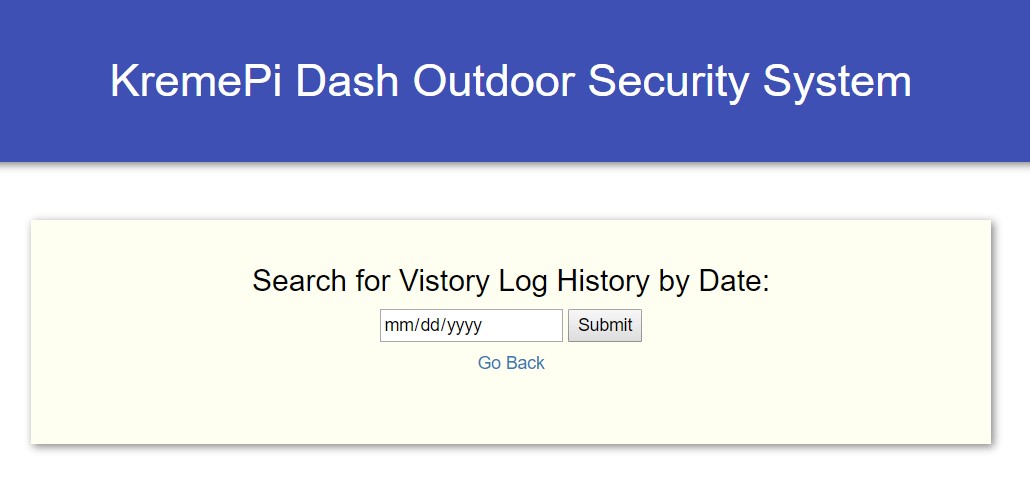 KremePi Dash Outdoor Security System
Search for Vistory Log History by Date:
mm/dd/yyyy Submit
Go Back